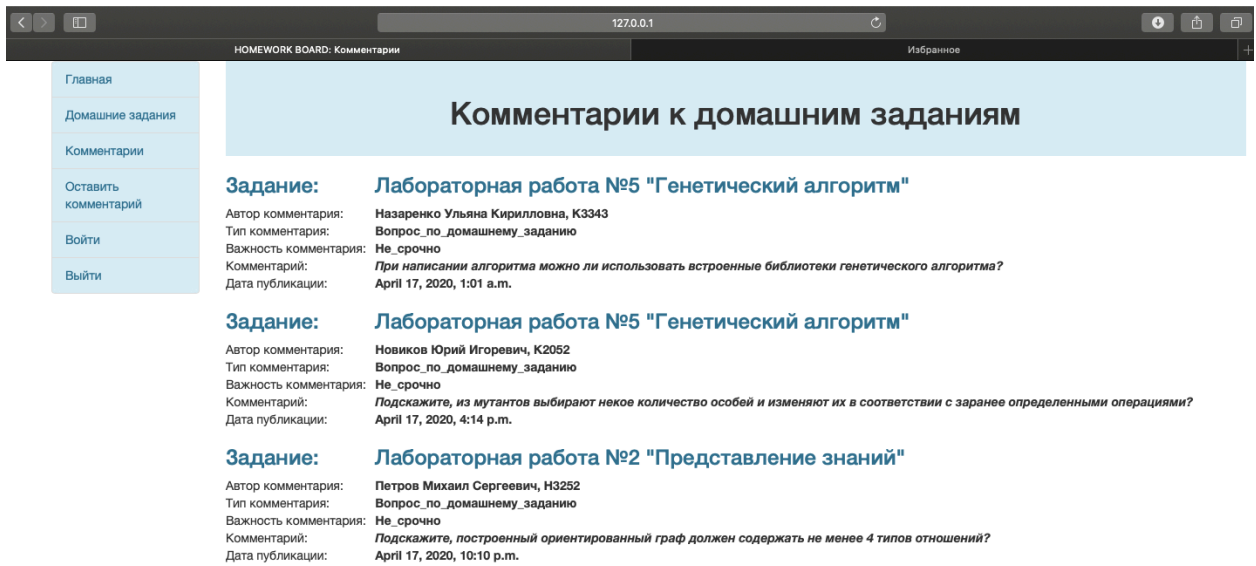 127.0.0.1
HOMEWORK BOARD: Комментарии
Избранное
Главная
Домашние задания
Комментарии
Оставить
комментарий
Войти
Выйти
Комментарии к домашним заданиям
Задание: Лабораторная работа №5 "Генетический алгоритм"
Автор комментария: Назаренко Ульяна Кирилловна, K3343
Тип комментария: Вопрос_по_домашнему_заданию
Важность комментария: Не_срочно
Комментарий: При написании алгоритма можно ли использовать встроенные библиотеки генетического алгоритма?
Дата публикации: April 17, 2020, 1:01 a.m.
Задание: Лабораторная работа №5 "Генетический алгоритм"
Автор комментария: Новиков Юрий Игоревич, K2052
Тип комментария: Вопрос_по_домашнему_заданию
Важность комментария: Не_срочно
Комментарий: Подскажите, из мутантов выбирают некое количество особей и изменяют их в соответствии с заранее определенными операциями?
Дата публикации: April 17, 2020, 4:14 p.m.
Задание: Лабораторная работа №2 "Представление знаний"
Автор комментария: Петров Михаил Сергеевич, H3252
Тип комментария: Вопрос_по_домашнему_заданию
Важность комментария: Не_срочно
Комментарий: Подскажите, построенный ориентированный граф должен содержать не менее 4 типов отношений?
Дата публикации: April 17, 2020, 10:10 p.m.